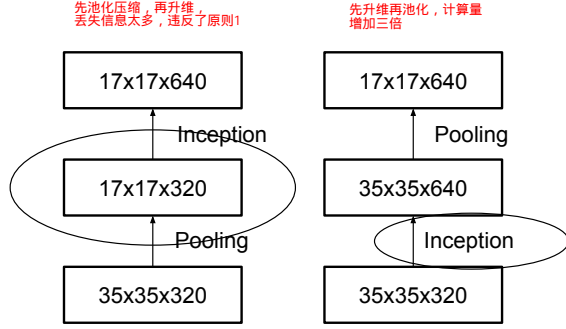 先池化压缩，再升维，
丢失信息太多，违反了原则1
17x17x640
Inception
17x17x320
Pooling
35x35x320
先升维再池化，计算量
增加三倍
17x17x640
Pooling
35x35x640
Inception
35x35x320